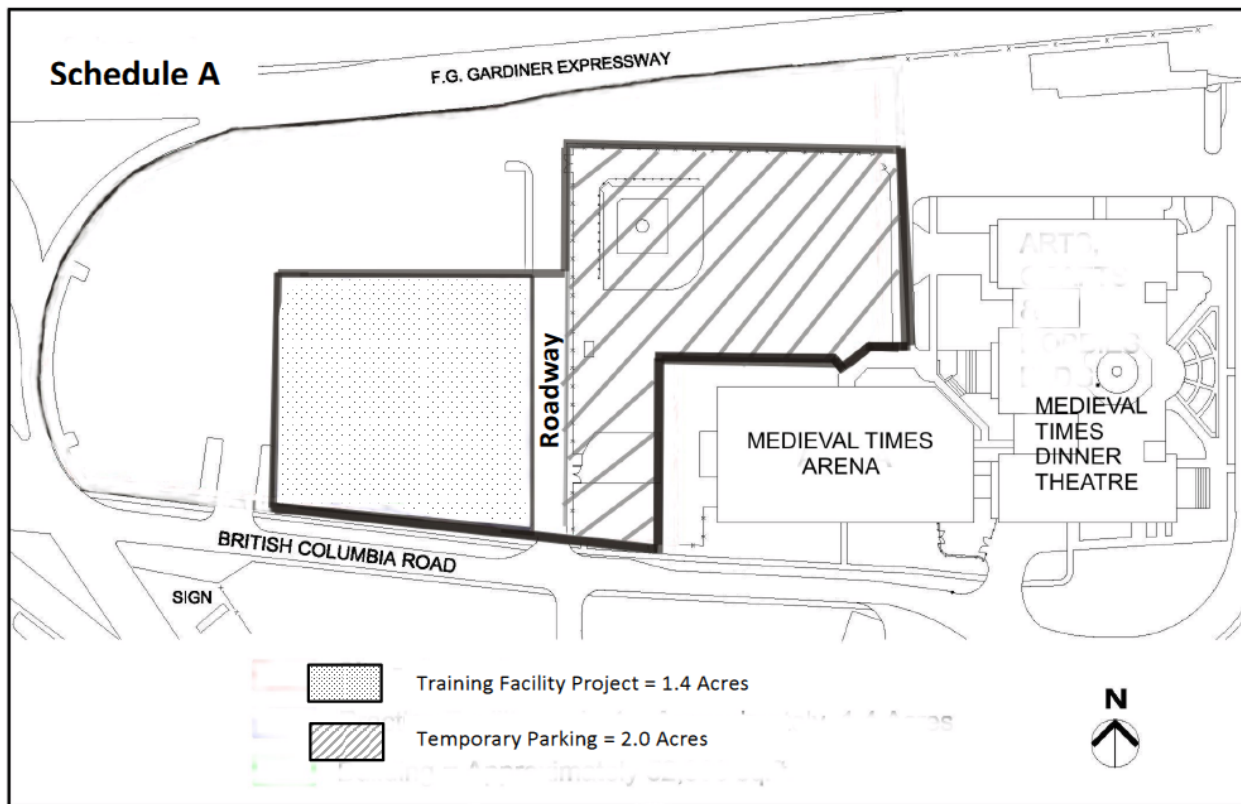 Schedule A
F.G. GARDINER EXPRESSWAY
ARTS,
Roadway
MEDIEVAL TIMES
ARENA
MEDIEVAL
TIMES
DINNER
THEATRE
BRITISH COLUMBIA ROAD
SIGN
Training Facility Project = 1.4 Acres
Temporary Parking = 2.0 Acres
N